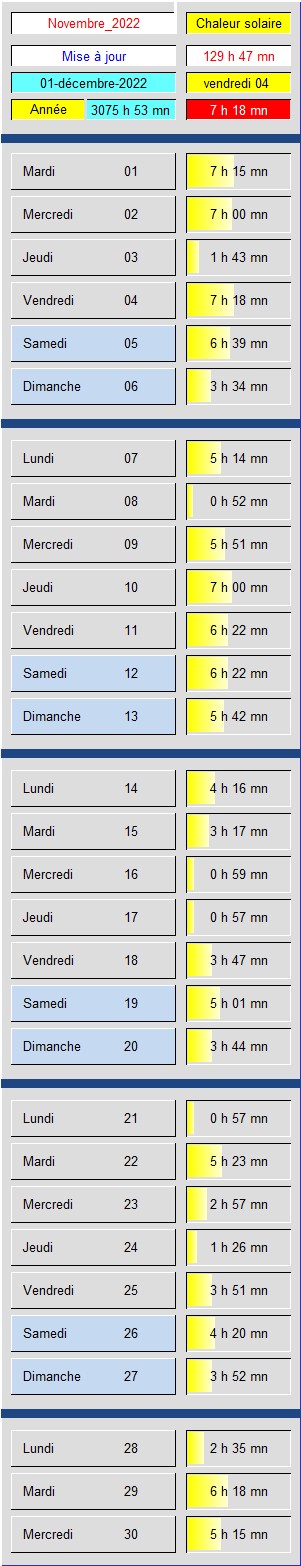 Novembre_2022 Chaleur solaire
Mise à jour 129 h 47 mn
01-décembre-2022 vendredi 04
Année 3075 h 53 mn 7 h 18 mn
Mardi 01 7 h 15 mn
Mercredi 02 7 h 00 mn
Jeudi 03 1 h 43 mn
Vendredi 04 7 h 18 mn
Samedi 05 6 h 39 mn
Dimanche 06 3 h 34 mn
Lundi 07 5 h 14 mn
Mardi 08 0 h 52 mn
Mercredi 09 5 h 51 mn
Jeudi 10 7 h 00 mn
Vendredi 11 6 h 22 mn
Samedi 12 6 h 22 mn
Dimanche 13 5 h 42 mn
Lundi 14 4 h 16 mn
Mardi 15 3 h 17 mn
Mercredi 16 0 h 59 mn
Jeudi 17 0 h 57 mn
Vendredi 18 3 h 47 mn
Samedi 19 5 h 01 mn
Dimanche 20 3 h 44 mn
Lundi 21 0 h 57 mn
Mardi 22 5 h 23 mn
Mercredi 23 2 h 57 mn
Jeudi 24 1 h 26 mn
Vendredi 25 3 h 51 mn
Samedi 26 4 h 20 mn
Dimanche 27 3 h 52 mn
Lundi 28 2 h 35 mn
Mardi 29 6 h 18 mn
Mercredi 30 5 h 15 mn